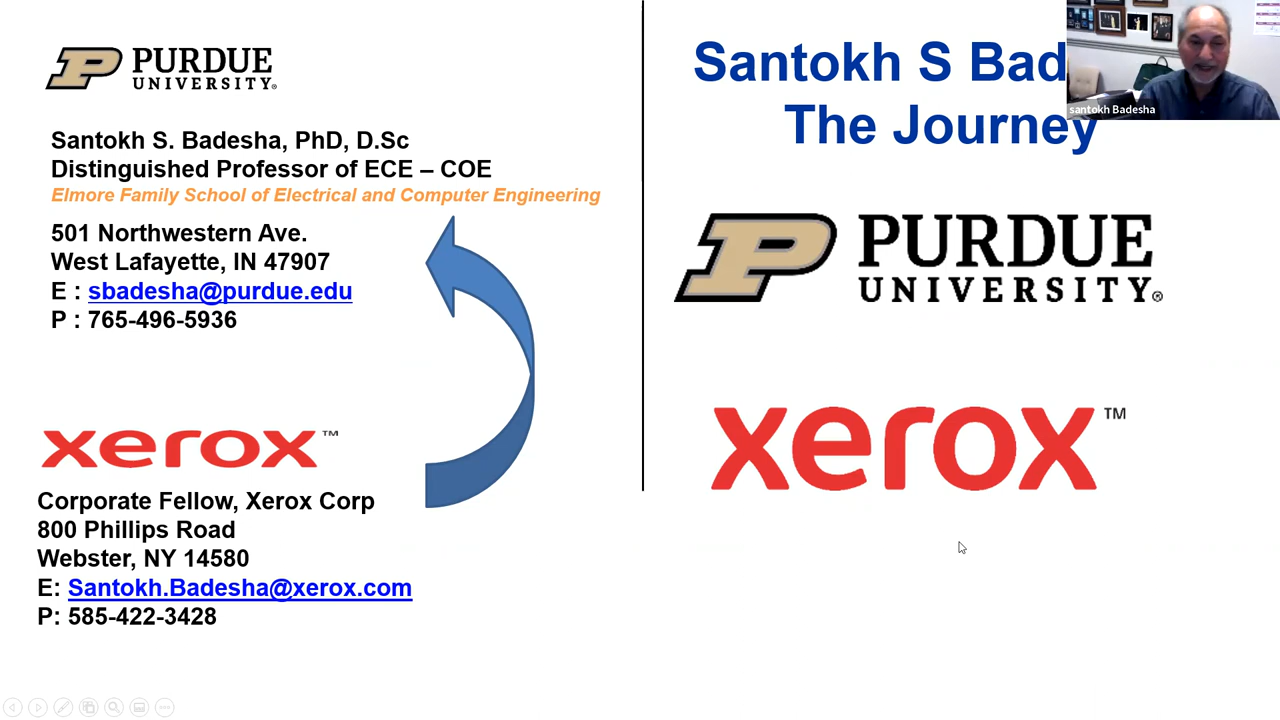 PURDUE
UNIVERSITY®
Santokh S. Badesha, PhD, D.Sc
Distinguished Professor of ECE – COE
Elmore Family School of Electrical and Computer Engineering
501 Northwestern Ave.
West Lafayette, IN 47907
E : sbadesha@purdue.edu
P : 765-496-5936
xerox™
Corporate Fellow, Xerox Corp
800 Phillips Road
Webster, NY 14580
E: Santokh.Badesha@xerox.com
P: 585-422-3428
Santokh S Bad
The Journey
santokh Badesha
PURDUE
UNIVERSITY®
xerox™